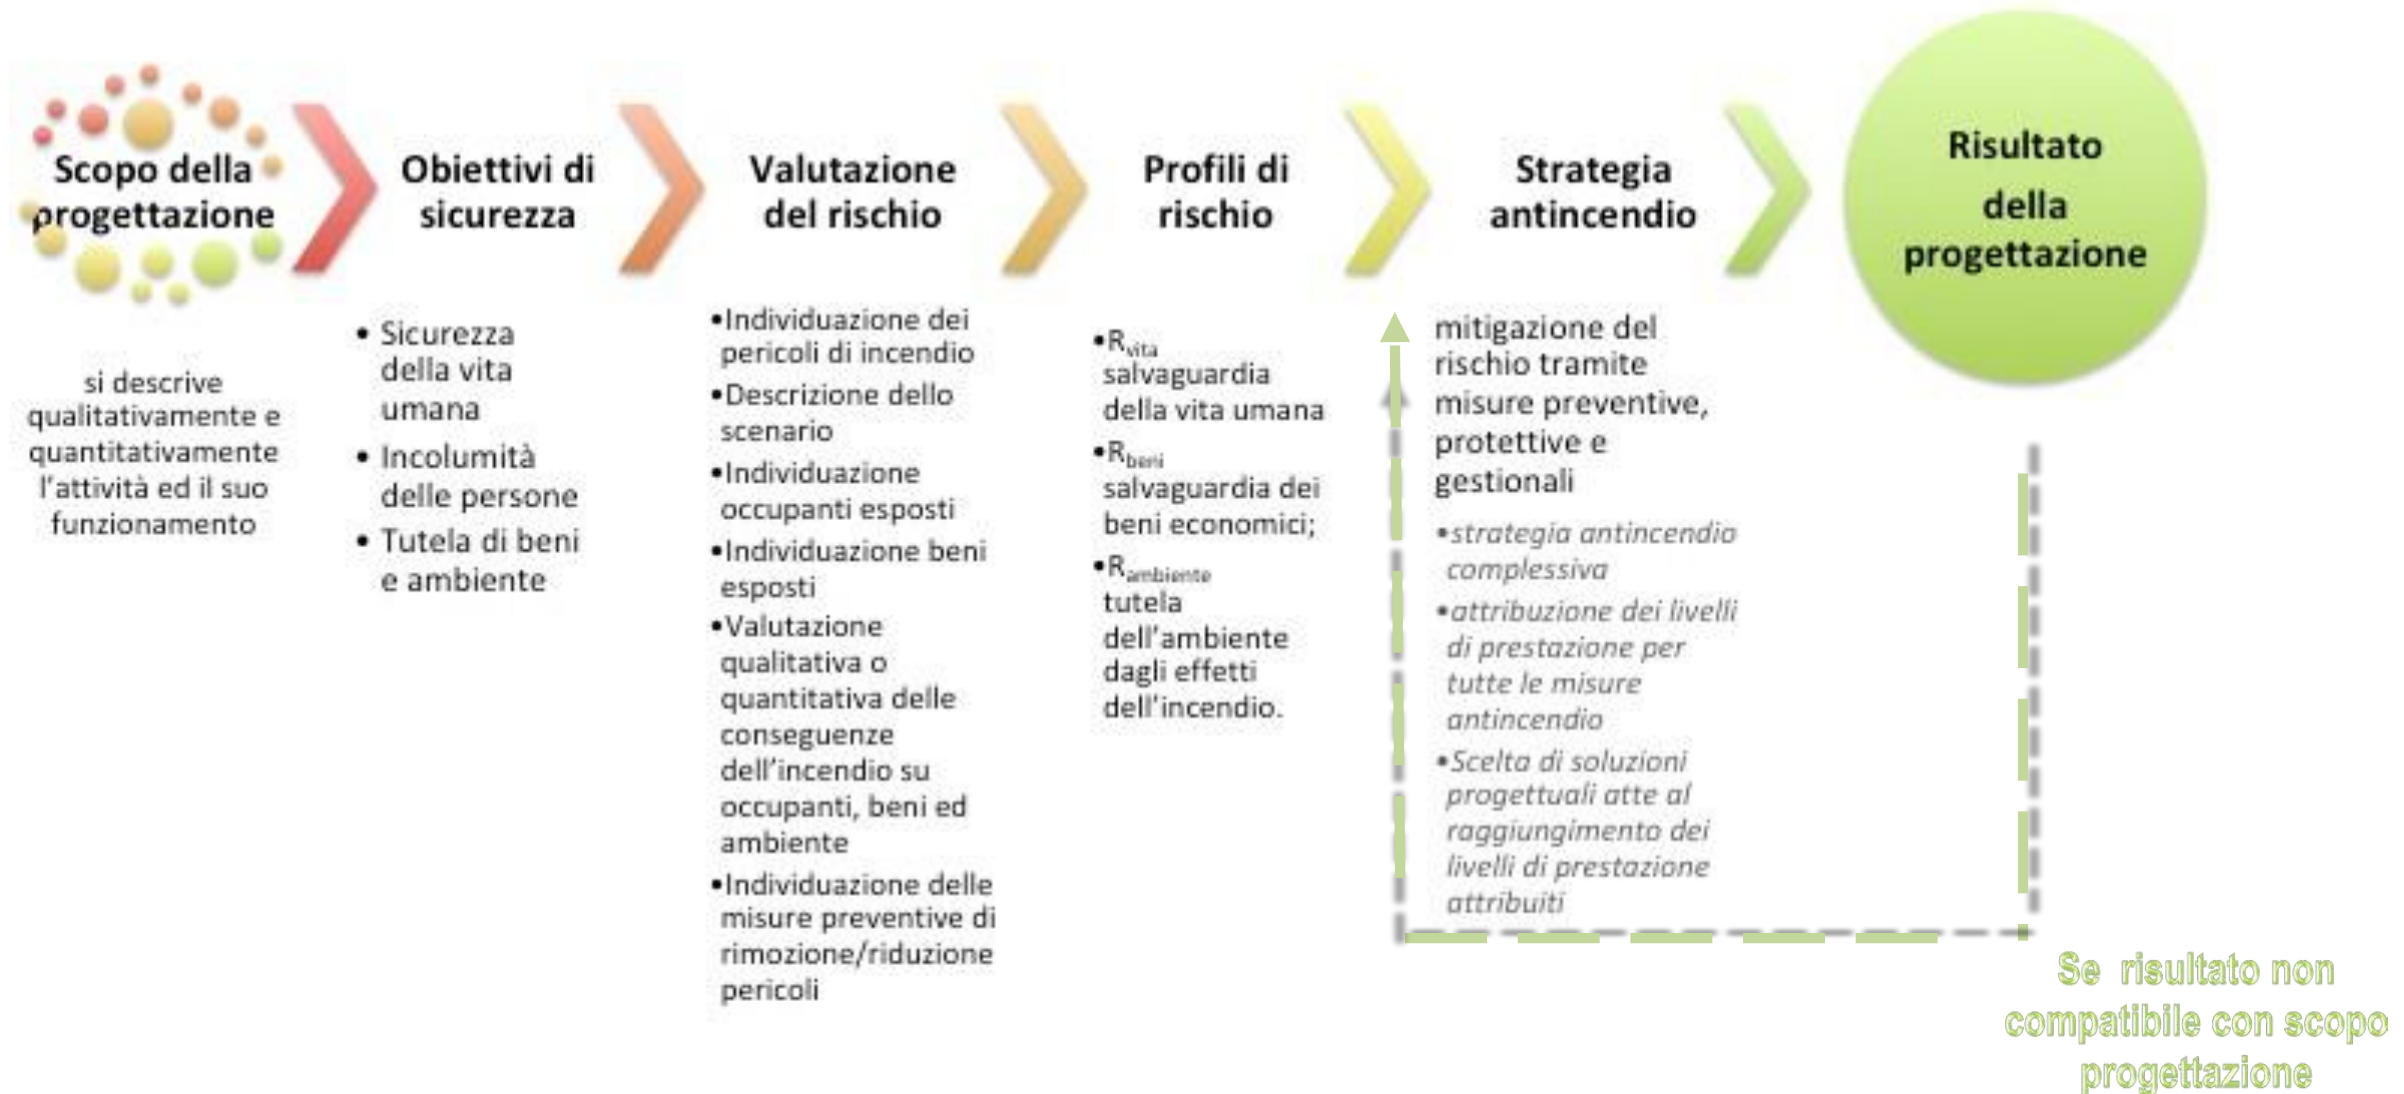 Scopo della
progettazione
si descrive
qualitativamente e
quantitativamente
l'attività ed il suo
funzionamento
Obiettivi di
sicurezza
• Sicurezza
della vita
umana
• Incolumità
delle persone
• Tutela di beni
e ambiente
Valutazione
del rischio
•Individuazione dei
pericoli di incendio
•Descrizione dello
scenario
•Individuazione
occupanti esposti
•Individuazione beni
esposti
•Valutazione
qualitativa o
quantitativa delle
conseguenze
dell'incendio su
occupanti, beni ed
ambiente
•Individuazione delle
misure preventive di
rimozione/riduzione
pericoli
Profili di
rischio
•Rvita
salvaguardia
della vita umana
•Rbeni
salvaguardia dei
beni economici;
•Rambiente
tutela
dell'ambiente
dagli effetti
dell'incendio.
Strategia
antincendio
mitigazione del
rischio tramite
misure preventive,
protettive e
gestionali
•strategia antincendio
complessiva
•attribuzione dei livelli
di prestazione per
tutte le misure
antincendio
•Scelta di soluzioni
progettuali atte al
raggiungimento dei
livelli di prestazione
attribuiti
Risultato
della
progettazione
Se risultato non
compatibile con scopo
progettazione